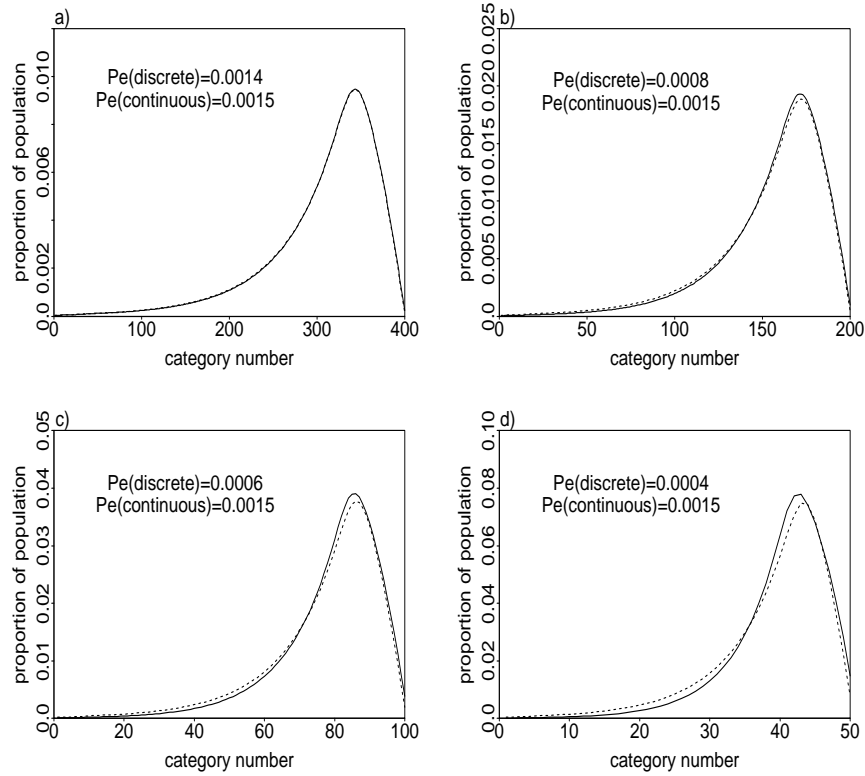 a)
Pe(discrete)=0.0014
Pe(continuous)=0.0015
proportion of population
0.0 0.002 0.006 0.010
0 100 200 300 400
category number
b)
Pe(discrete)=0.0008
Pe(continuous)=0.0015
proportion of population
0.0 0.005 0.010 0.015 0.020 0.025
0 50 100 150 200
category number
c)
Pe(discrete)=0.0006
Pe(continuous)=0.0015
proportion of population
0.0 0.01 0.02 0.03 0.04 0.05
0 20 40 60 80 100
category number
d)
Pe(discrete)=0.0004
Pe(continuous)=0.0015
proportion of population
0.0 0.02 0.04 0.06 0.08 0.10
0 10 20 30 40 50
category number